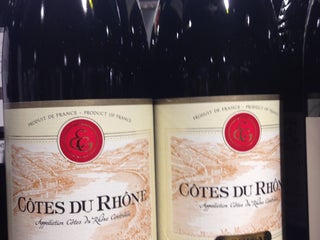 PRODUIT DE FRANCE - PRODUCT OF FRANCE
EG
CÔTES DU RHÔNE
Appellation Côtes du Rhône Contrôlée
PRODUIT DE FRANCE - PRODUCT OF FRANCE
EG
CÔTES DU RHÔN
Appellation Côtes du Rhône Contrôlée